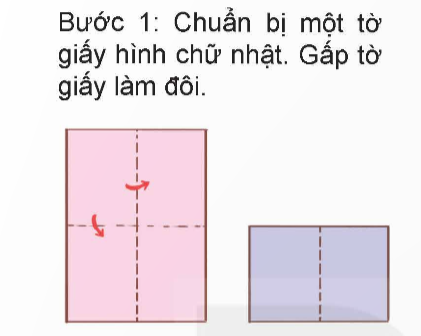 Bước 1: Chuẩn bị một tờ
giấy hình chữ nhật. Gấp tờ
giấy làm đôi.